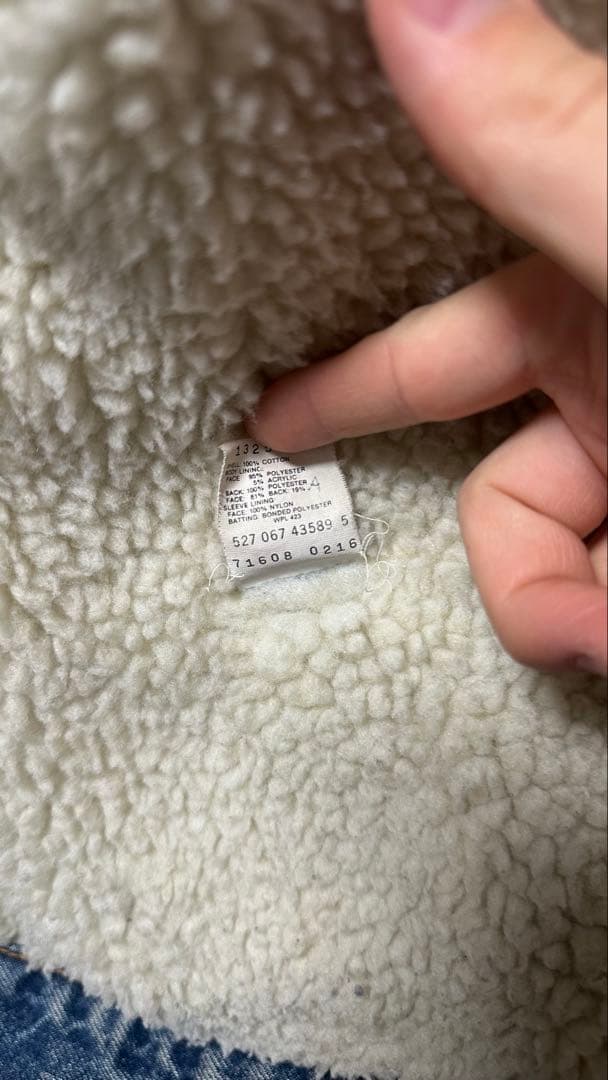 132
SHELL: 100% COTTON
BODY LINING:
FACE: 95% POLYESTER
5% ACRYLIC
BACK: 100% POLYESTER
FACE: 81% BACK: 19%
SLEEVE LINING:
FACE: 100% NYLON
BATTING: BONDED POLYESTER
WPL 423
527 067 43589 5
71608 0216